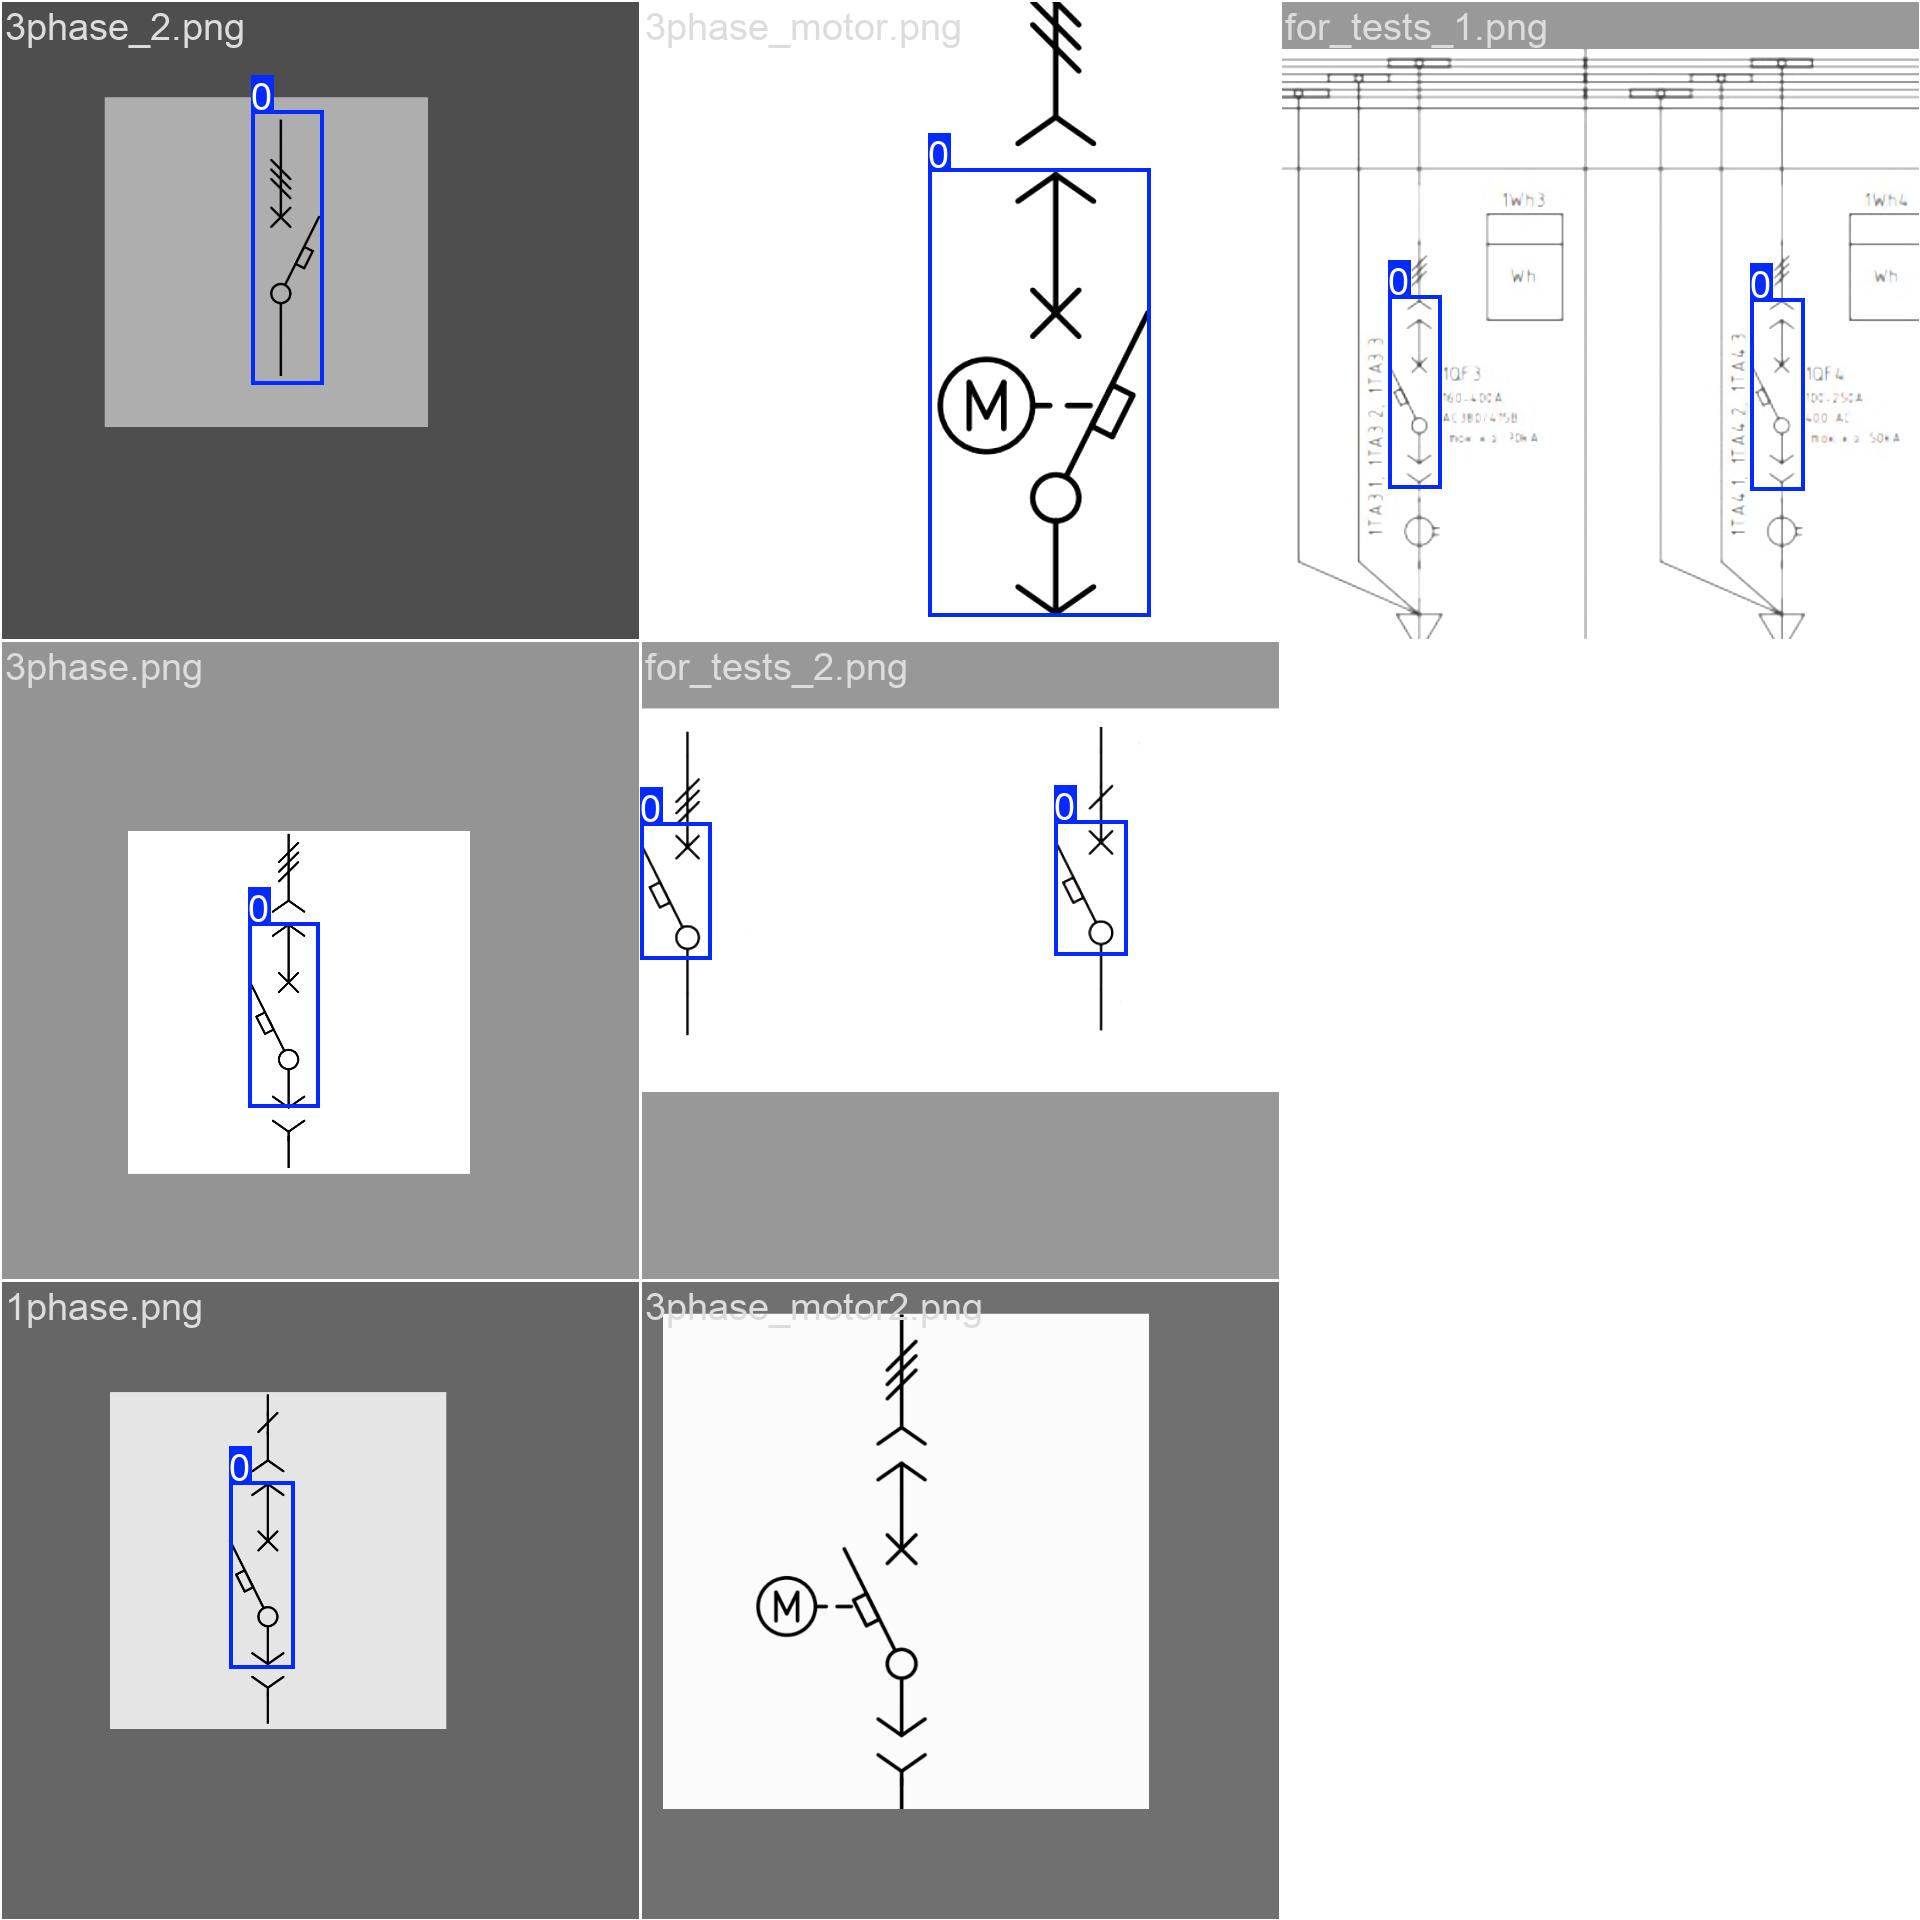 3phase_2.png
0
3phase_motor.png
0
M
for_tests_1.png
1Wh3
Wh
1Wh4
Wh
0
0
1TA3 1, 1TA3 2, 1TA3 3
1QF3
160-400A
AC380/415B
1TA4 1, 1TA4 2, 1TA4 3
1QF4
100-250A
400 AC
3phase.png
0
for_tests_2.png
0
0
1phase.png
0
3phase_motor2.png
M